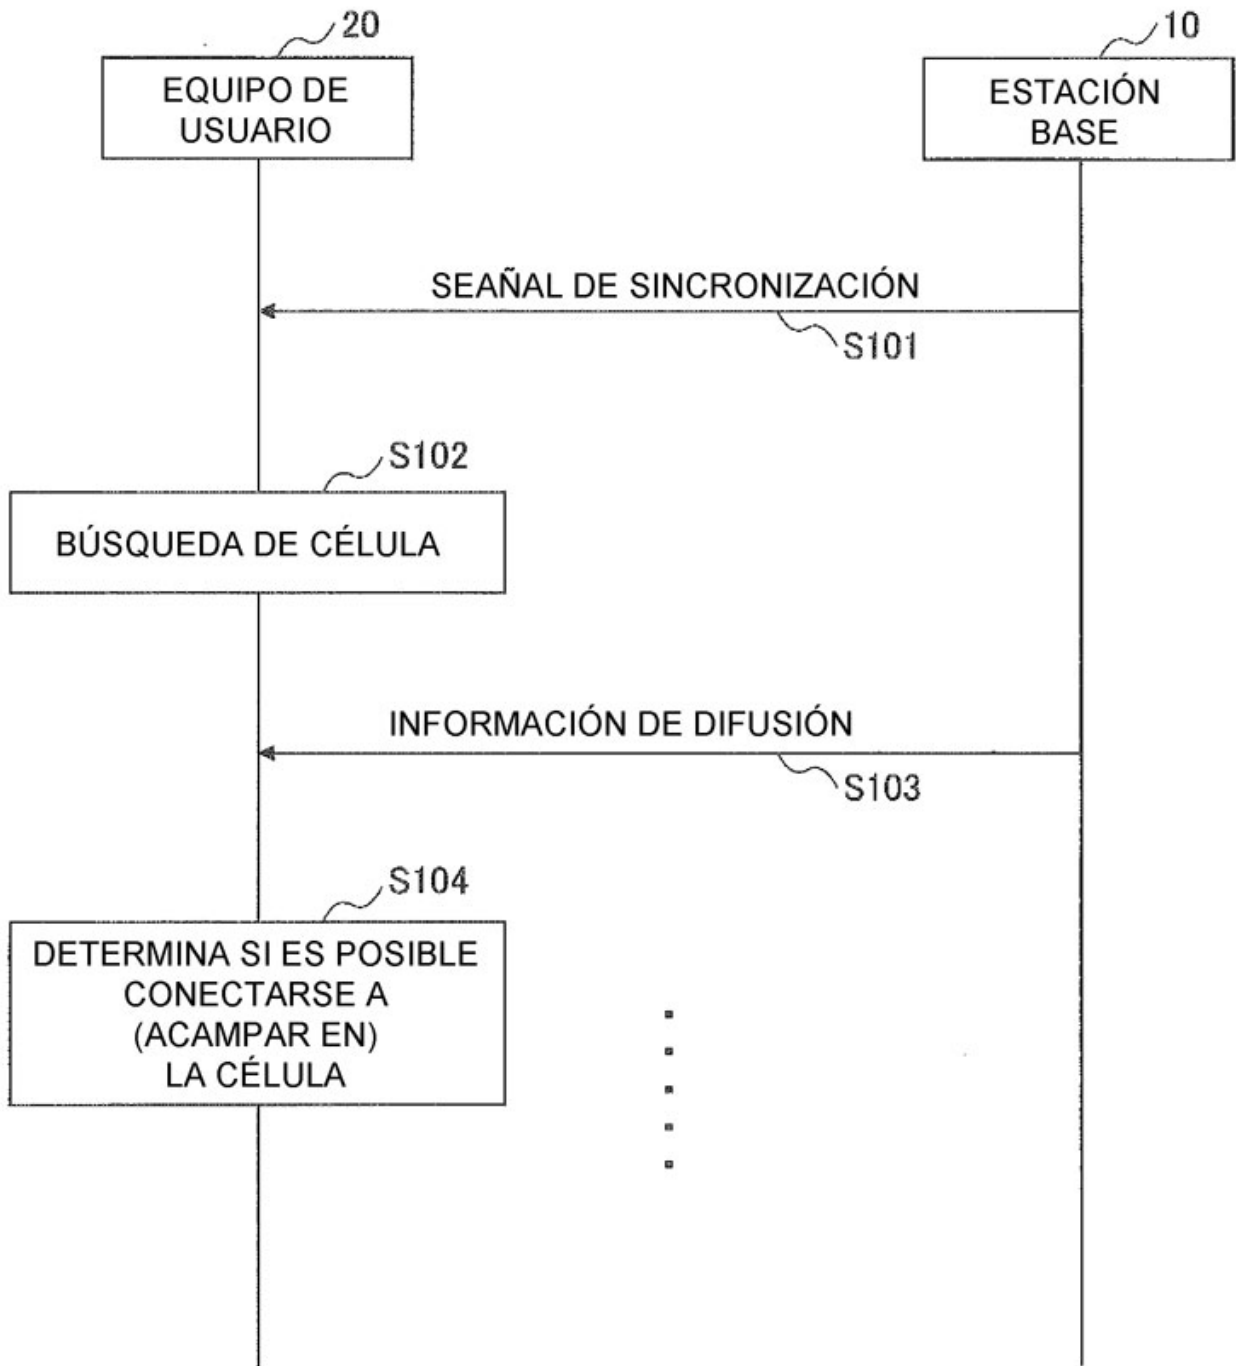 20
10
EQUIPO DE
USUARIO
ESTACIÓN
BASE
SEAÑAL DE SINCRONIZACIÓN
S101
S102
BÚSQUEDA DE CÉLULA
INFORMACIÓN DE DIFUSIÓN
S103
S104
DETERMINA SI ES POSIBLE
CONECTARSE A
(ACAMPAR EN)
LA CÉLULA